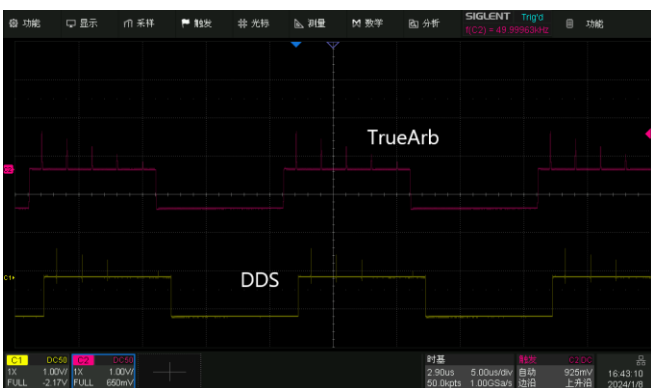 功能 显示 采样 触发 光标 测量 数学 分析 SIGLENT Trig'd 功能
f(C2) = 49.99963kHz
TrueArb
C2
C1
DDS
C1 DC50 C2 DC50 时基 触发 C2 DC
1X 1.00V/ 1X 1.00V/ 2.90us 5.00us/div 自动 925mV 16:43:10
FULL -2.17V FULL 650mV 50.0kpts 1.00GSa/s 边沿 上升沿 2024/1/8